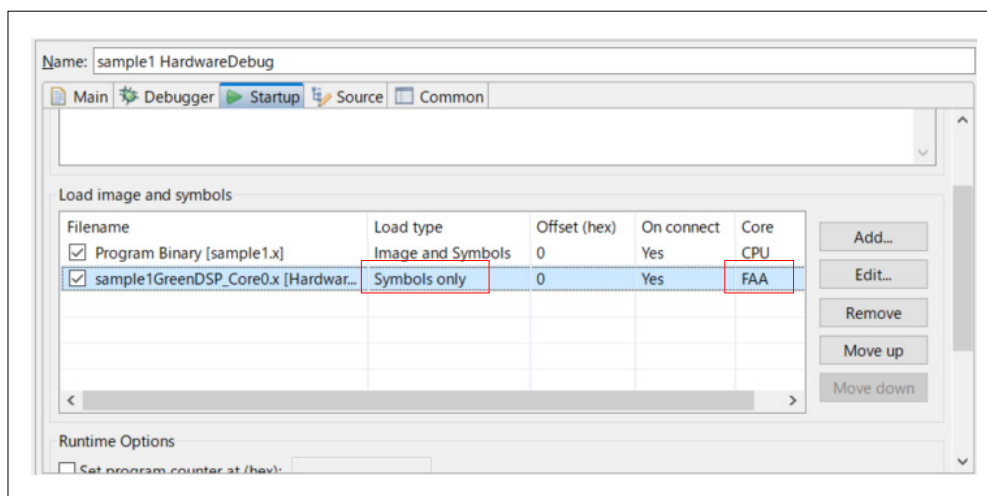 Name: sample1 HardwareDebug
Main Debugger Startup Source Common
Load image and symbols
Filename Load type Offset (hex) On connect Core
Program Binary [sample1.x] Image and Symbols 0 Yes CPU
Add...
sample1GreenDSP_Core0.x [Hardwar... Symbols only 0 Yes FAA
Edit...
Remove
Move up
Move down
Runtime Options
Set program counter at (hex):